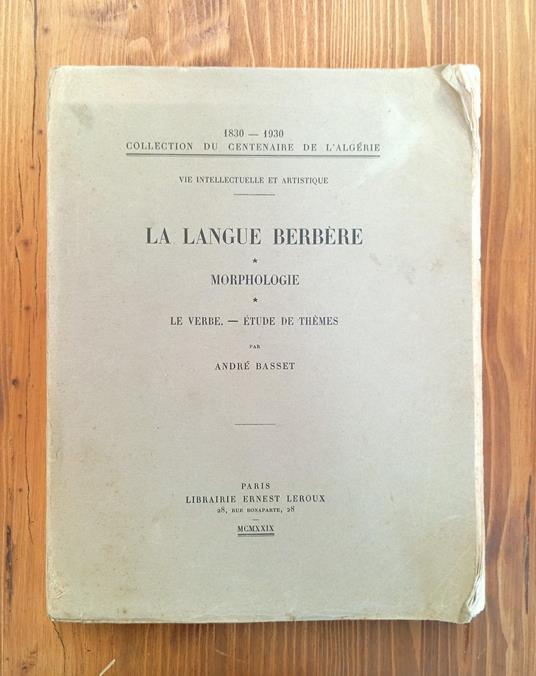 1830 — 1930
COLLECTION DU CENTENAIRE DE L'ALGÉRIE
VIE INTELLECTUELLE ET ARTISTIQUE
LA LANGUE BERBÈRE
*
MORPHOLOGIE
*
LE VERBE. — ÉTUDE DE THÈMES
PAR
ANDRÉ BASSET
PARIS
LIBRAIRIE ERNEST LEROUX
28, RUE BONAPARTE, 28
—
MCMXXIX